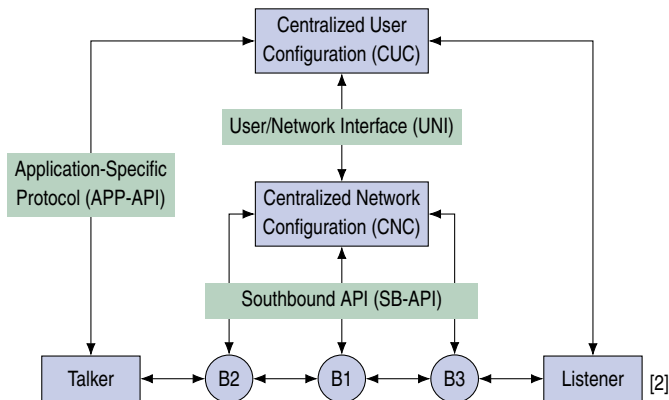 Centralized User
Configuration (CUC)
User/Network Interface (UNI)
Application-Specific
Protocol (APP-API)
Centralized Network
Configuration (CNC)
Southbound API (SB-API)
Talker
B2
B1
B3
Listener
[2]